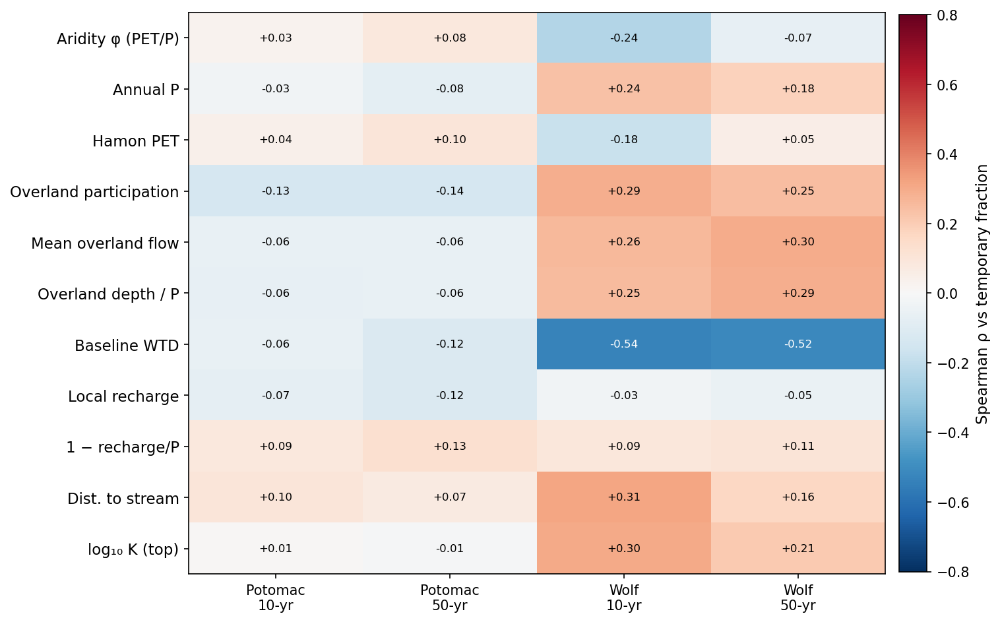 Aridity φ (PET/P) +0.03 +0.08 -0.24 -0.07
Annual P -0.03 -0.08 +0.24 +0.18
Hamon PET +0.04 +0.10 -0.18 +0.05
Overland participation -0.13 -0.14 +0.29 +0.25
Mean overland flow -0.06 -0.06 +0.26 +0.30
Overland depth / P -0.06 -0.06 +0.25 +0.29
Baseline WTD -0.06 -0.12 -0.54 -0.52
Local recharge -0.07 -0.12 -0.03 -0.05
1 − recharge/P +0.09 +0.13 +0.09 +0.11
Dist. to stream +0.10 +0.07 +0.31 +0.16
log₁₀ K (top) +0.01 -0.01 +0.30 +0.21
Potomac Potomac Wolf Wolf
10-yr 50-yr 10-yr 50-yr
0.8
0.6
0.4
0.2
0.0
−0.2
−0.4
−0.6
−0.8
Spearman ρ vs temporary fraction